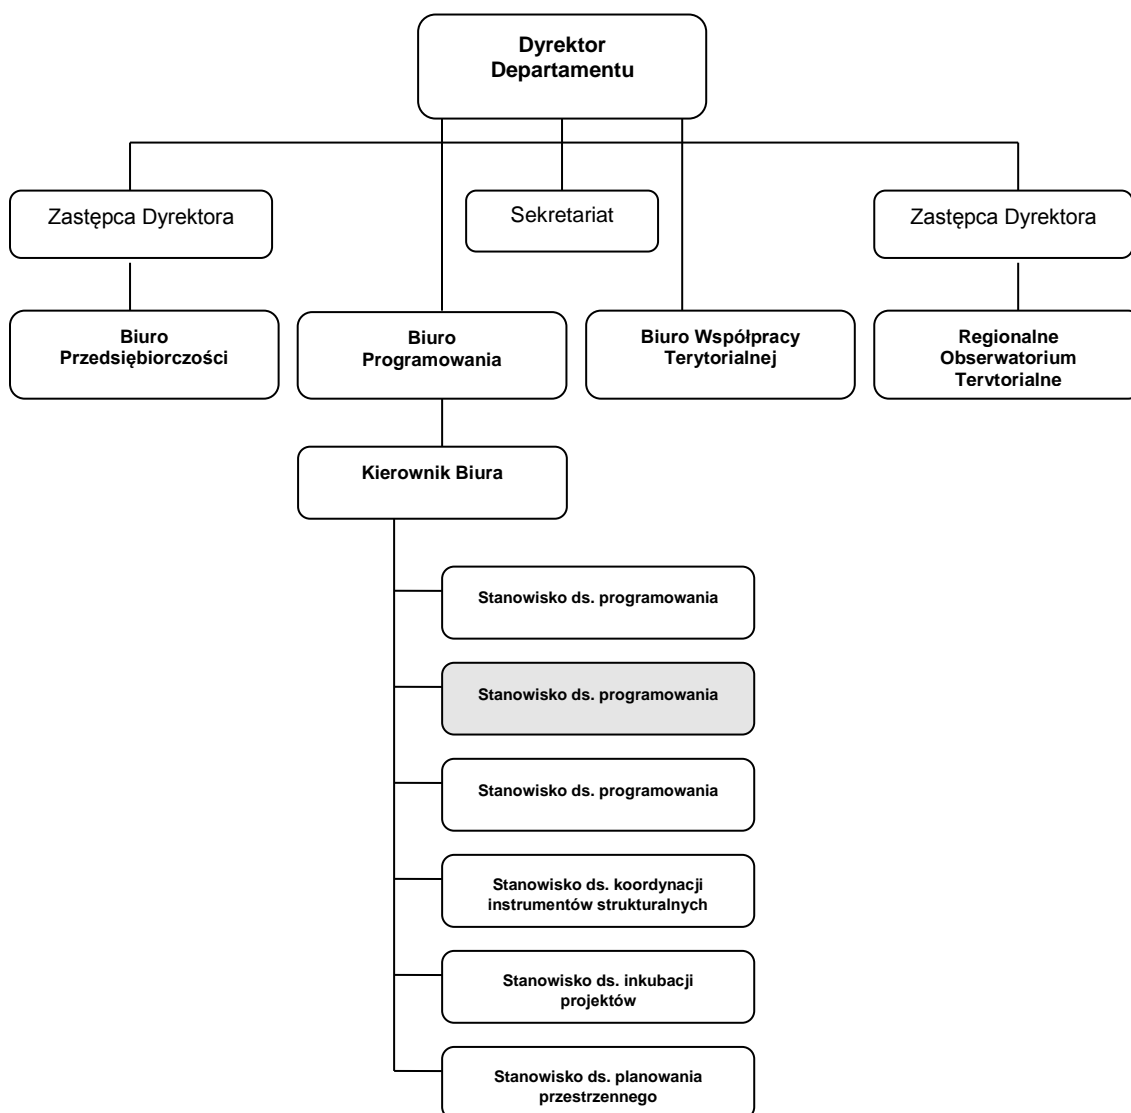 Dyrektor
Departamentu
Zastępca Dyrektora
Sekretariat
Zastępca Dyrektora
Biuro
Przedsiębiorczości
Biuro
Programowania
Biuro Współpracy
Terytorialnej
Regionalne
Obserwatorium
Tervtorialne
Kierownik Biura
Stanowisko ds. programowania
Stanowisko ds. programowania
Stanowisko ds. programowania
Stanowisko ds. koordynacji
instrumentów strukturalnych
Stanowisko ds. inkubacji
projektów
Stanowisko ds. planowania
przestrzennego